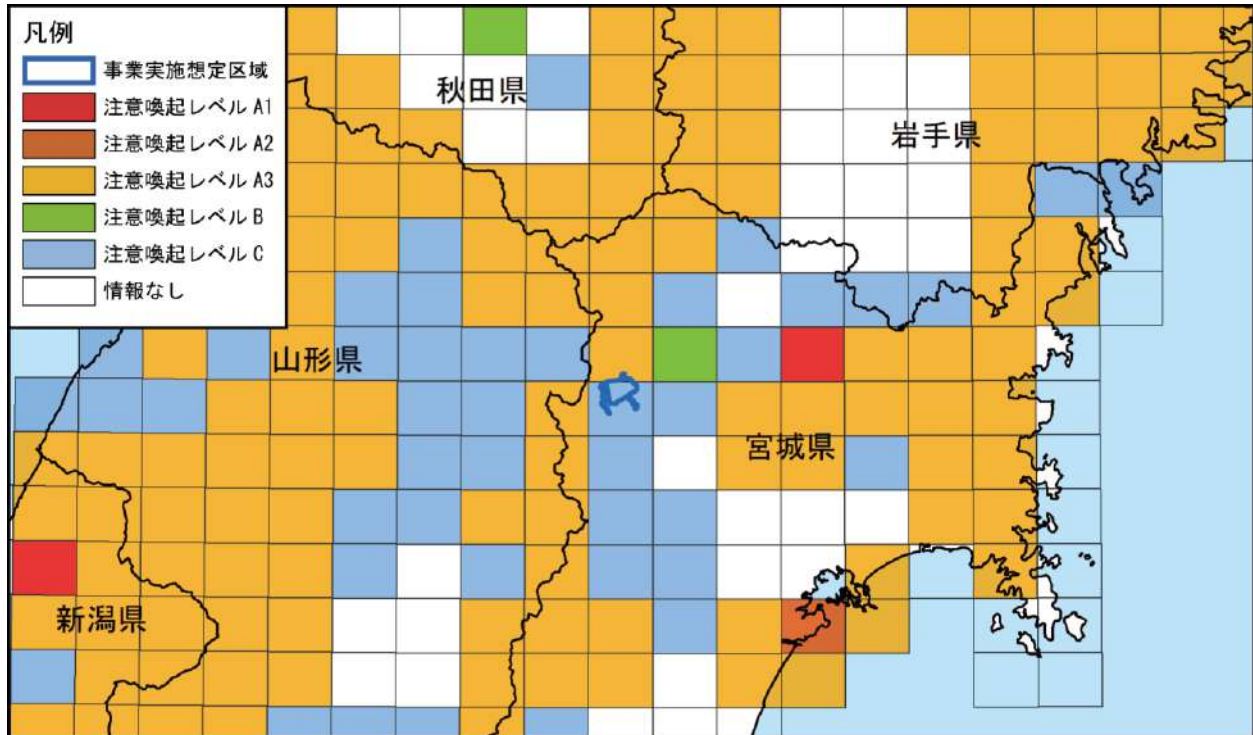 凡例
事業実施想定区域
注意喚起レベル A1
注意喚起レベル A2
注意喚起レベル A3
注意喚起レベル B
注意喚起レベル C
情報なし
秋田県
岩手県
山形県
宮城県
新潟県